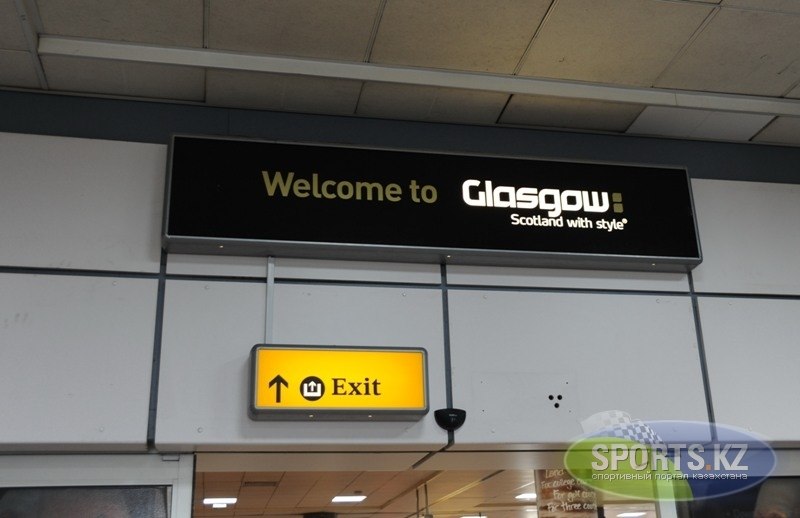 Welcome to Glasgow:
Scotland with style
Exit
SPORTS.KZ
спортивный портал казахстана